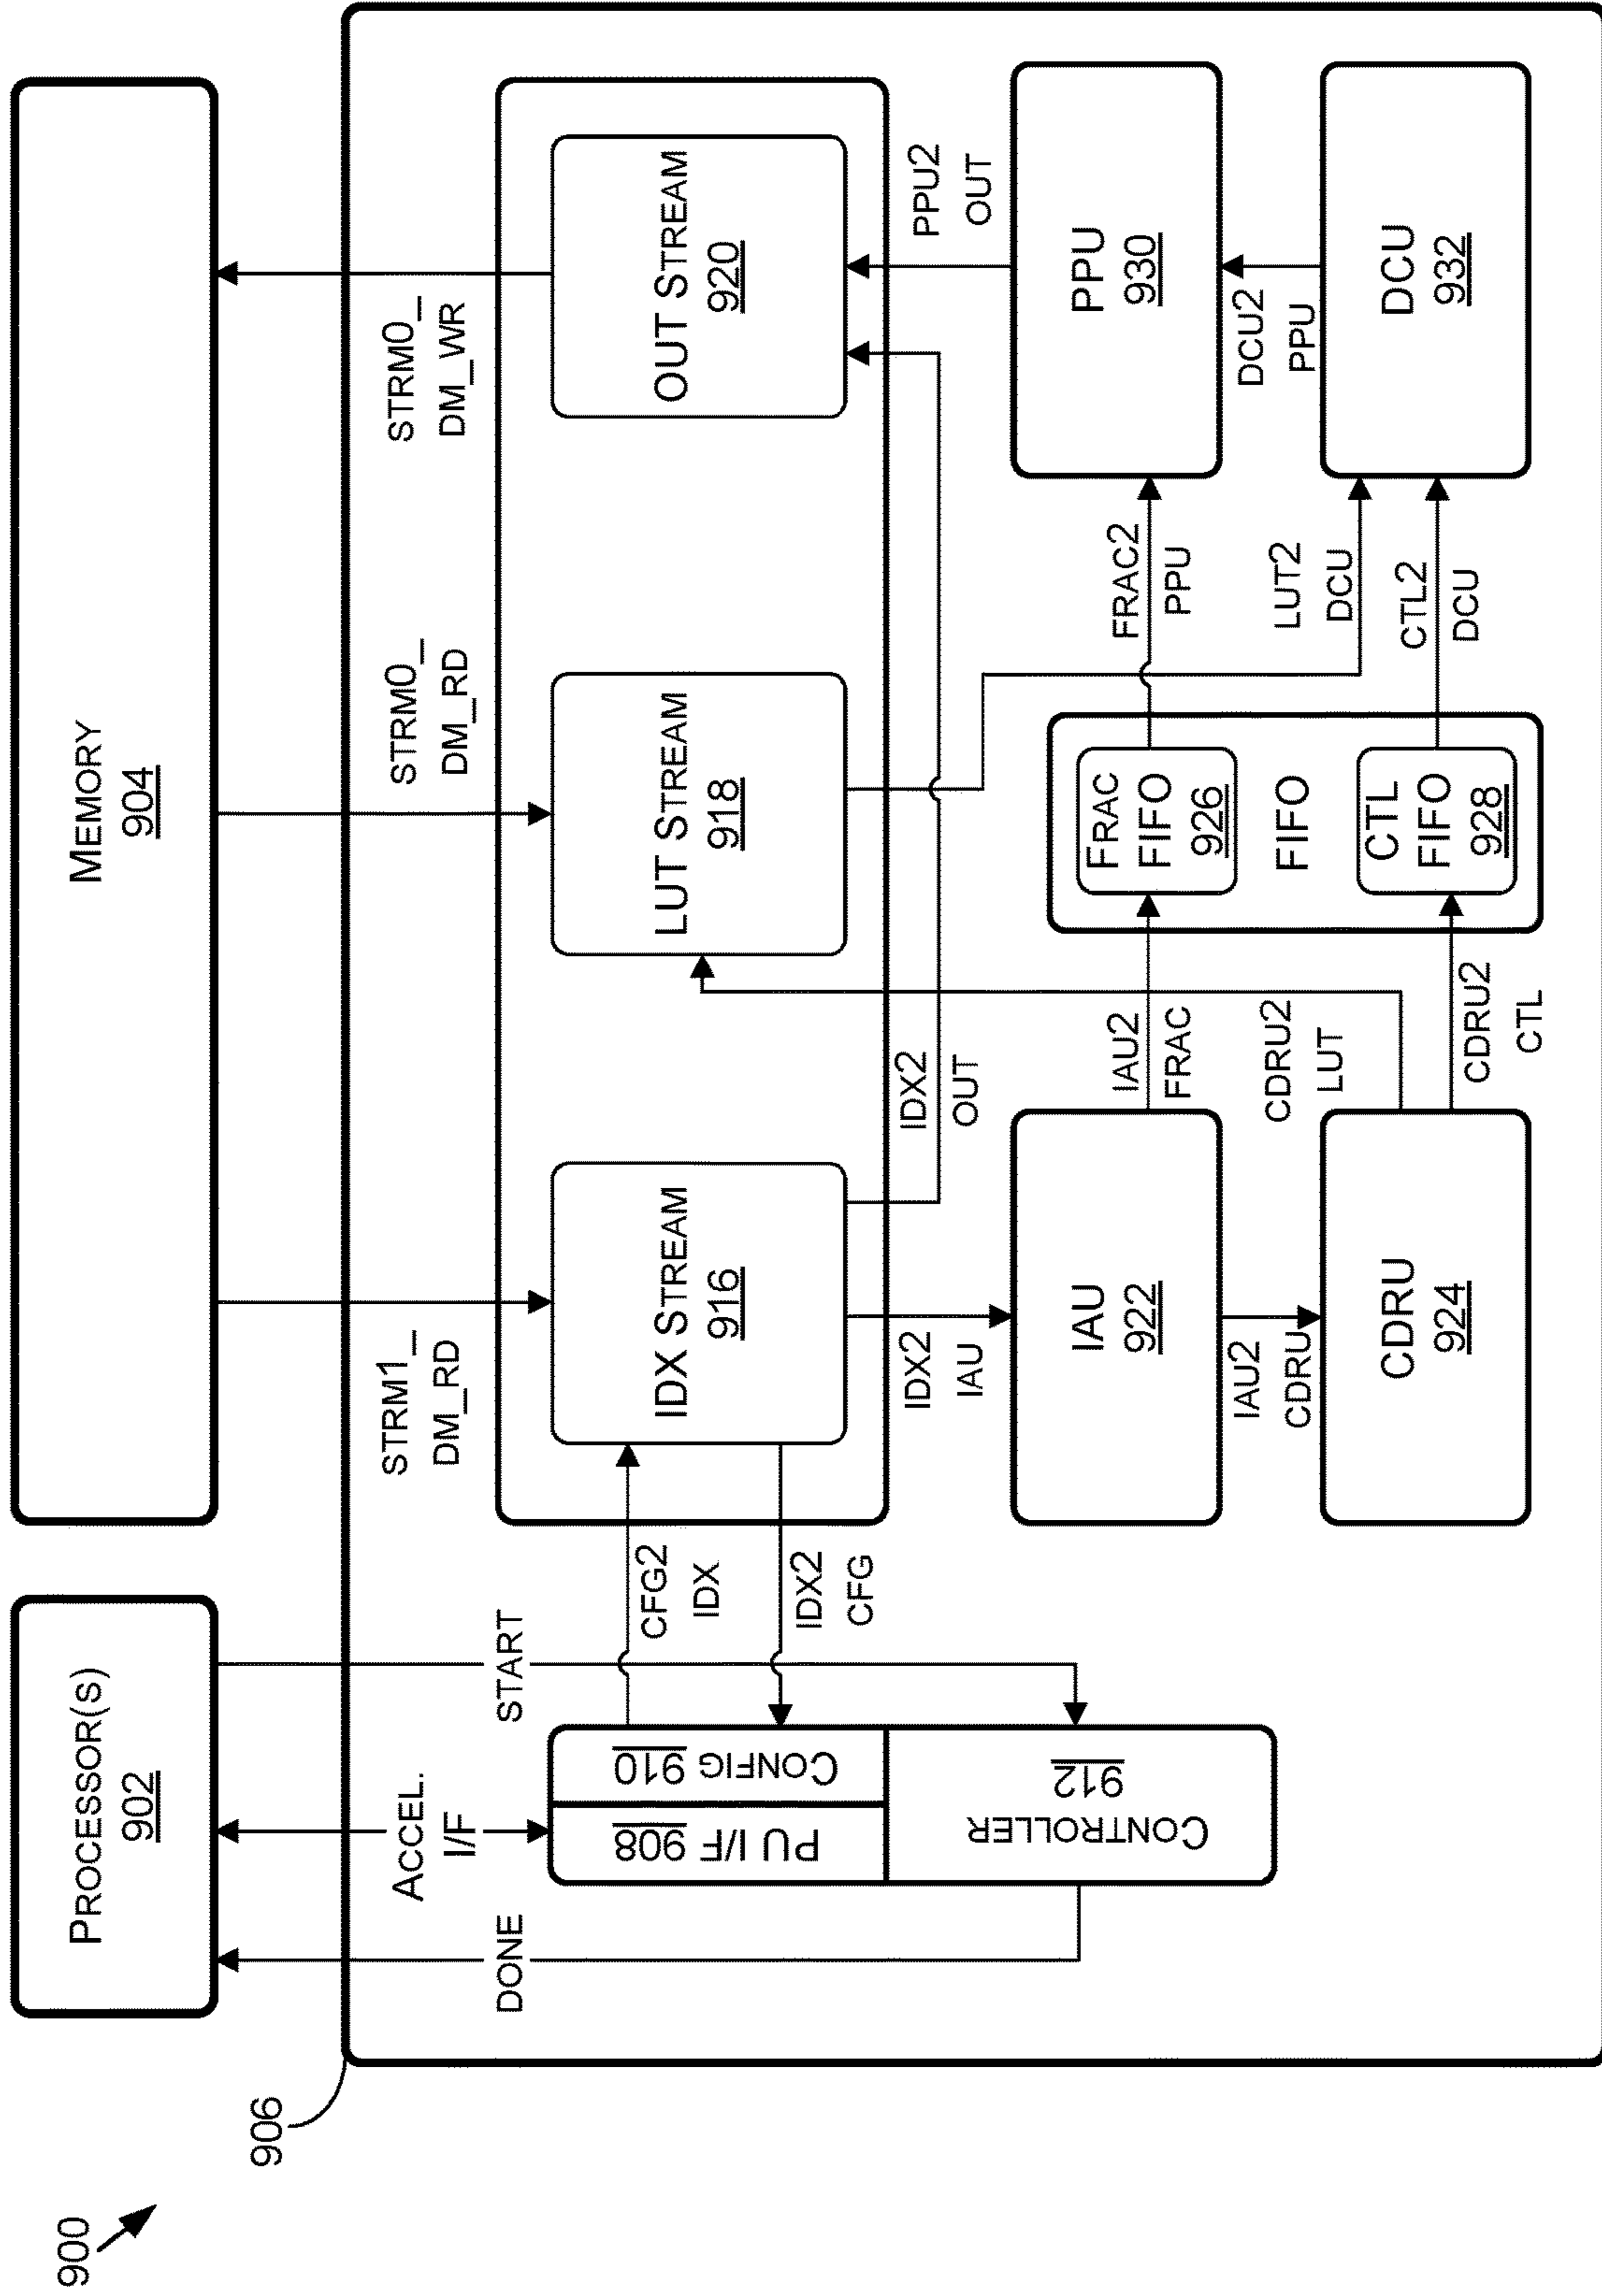 900
906
PROCESSOR(S)
902
MEMORY
904
DONE
ACCEL.
I/F
START
STRM1_
DM_RD
STRM0_
DM_RD
STRM0_
DM_WR
PU I/F 908
CONFIG 910
CONTROLLER
912
CFG2
IDX
IDX2
CFG
IDX STREAM
916
LUT STREAM
918
OUT STREAM
920
IDX2
IAU
IDX2
OUT
PPU2
OUT
IAU
922
IAU2
FRAC
FRAC
FIFO
926
FIFO
CTL
FIFO
928
FRAC2
PPU
PPU
930
IAU2
CDRU
CDRU2
LUT
LUT2
DCU
DCU2
PPU
CDRU
924
CDRU2
CTL
CTL2
DCU
DCU
932